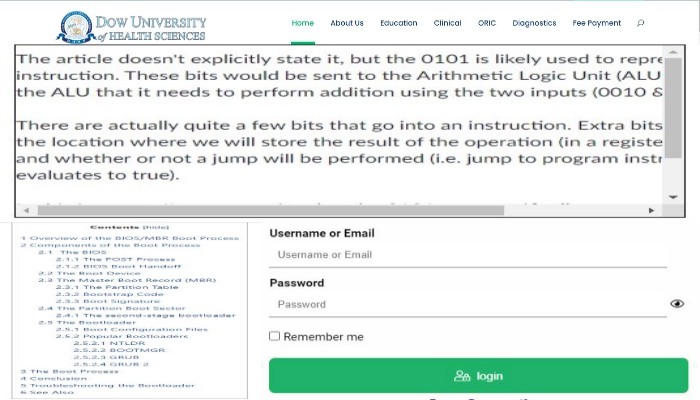 DOW UNIVERSITY
of HEALTH SCIENCES
Home About Us Education Clinical ORIC Diagnostics Fee Payment
The article doesn't explicitly state it, but the 0101 is likely used to repre
instruction. These bits would be sent to the Arithmetic Logic Unit (ALU
the ALU that it needs to perform addition using the two inputs (0010 &
There are actually quite a few bits that go into an instruction. Extra bits
the location where we will store the result of the operation (in a registe
and whether or not a jump will be performed (i.e. jump to program instr
evaluates to true).
Contents [hide]
1 Overview of the BIOS/MBR Boot Process
2 Components of the Boot Process
2.1 The BIOS
2.1.1 The POST Process
2.1.2 BIOS Boot Handoff
2.2 The Boot Device
2.3 The Master Boot Record (MBR)
2.3.1 The Partition Table
2.3.2 Bootstrap Code
2.3.3 Boot Signature
2.4 The Partition Boot Sector
2.4.1 The second-stage bootloader
2.5 The Bootloader
2.5.1 Boot Configuration Files
2.5.2 Popular Bootloaders
2.5.2.1 NTLDR
2.5.2.2 BOOTMGR
2.5.2.3 GRUB
2.5.2.4 GRUB 2
3 The Boot Process
4 Conclusion
5 Troubleshooting the Bootloader
6 See Also
Username or Email
Username or Email
Password
Password
Remember me
login